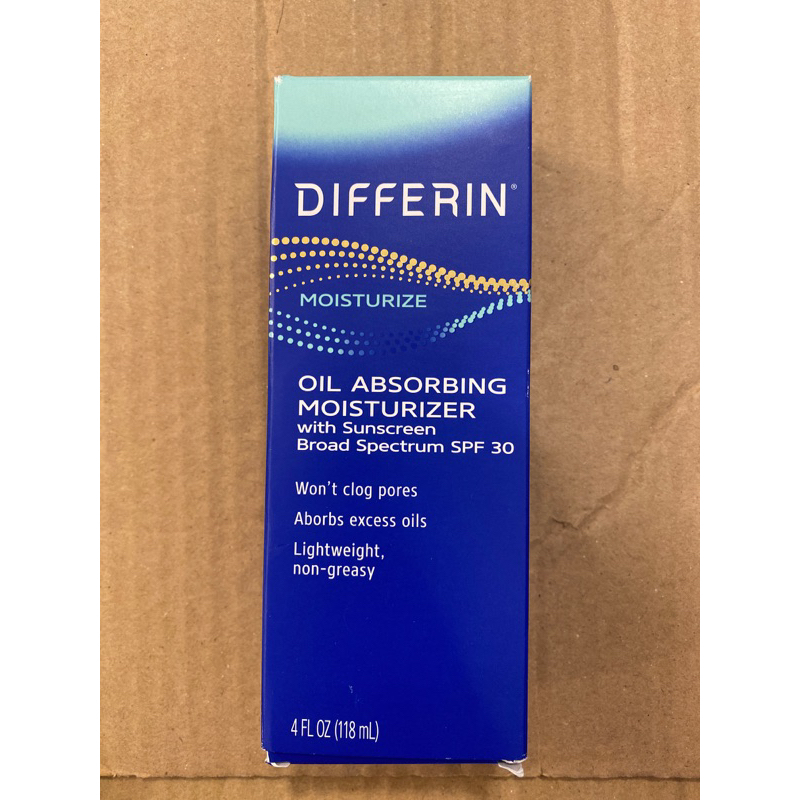 DIFFERIN®
MOISTURIZE
OIL ABSORBING
MOISTURIZER
with Sunscreen
Broad Spectrum SPF 30
Won't clog pores
Aborbs excess oils
Lightweight,
non-greasy
4 FL OZ (118 mL)